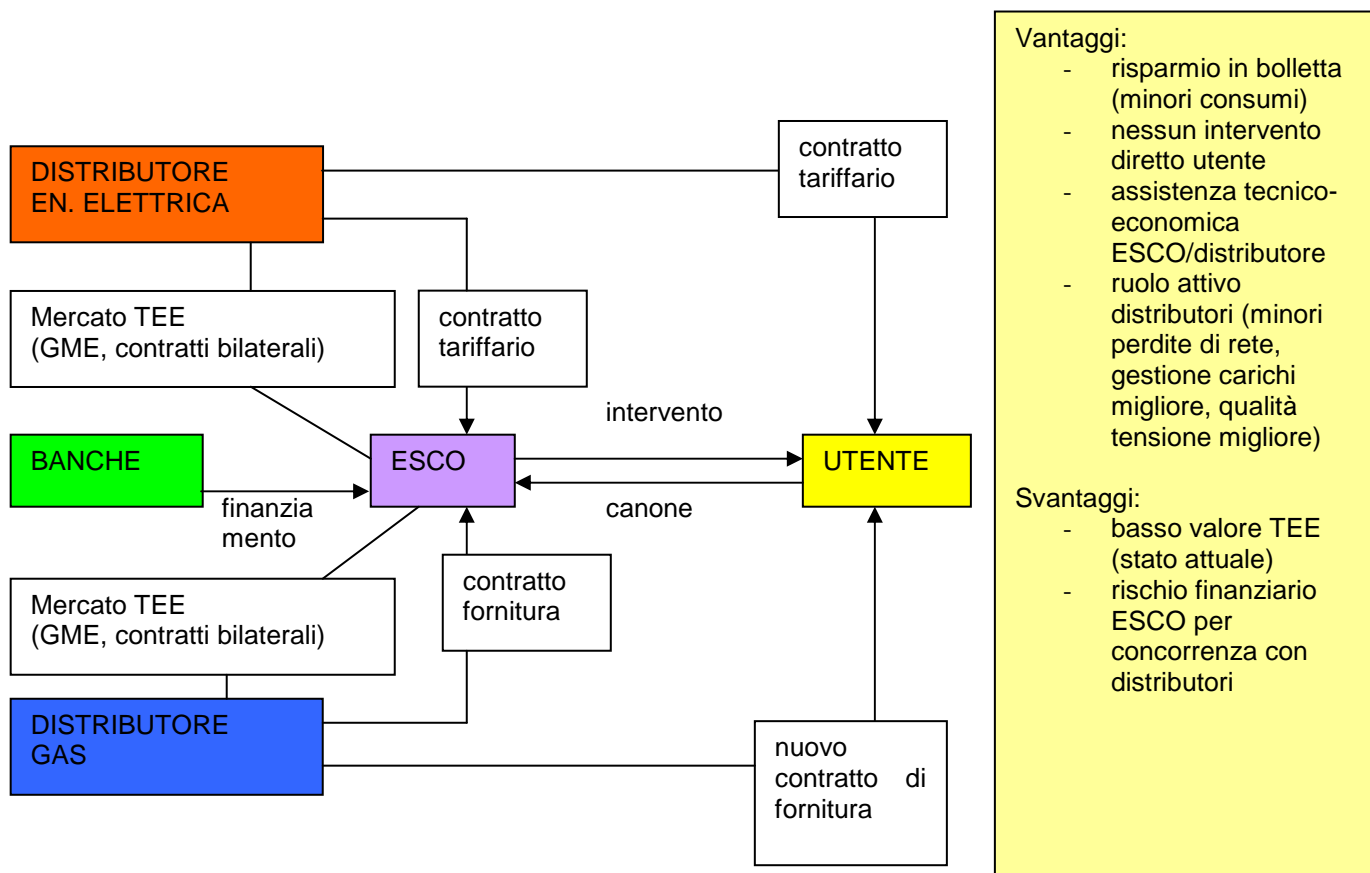 contratto
tariffario
DISTRIBUTORE
EN. ELETTRICA
Mercato TEE
(GME, contratti bilaterali)
contratto
tariffario
intervento
BANCHE
ESCO
UTENTE
finanzia
mento
canone
contratto
fornitura
Mercato TEE
(GME, contratti bilaterali)
DISTRIBUTORE
GAS
nuovo
contratto di
fornitura
Vantaggi:
- risparmio in bolletta
(minori consumi)
- nessun intervento
diretto utente
- assistenza tecnico-
economica
ESCO/distributore
- ruolo attivo
distributori (minori
perdite di rete,
gestione carichi
migliore, qualità
tensione migliore)
Svantaggi:
- basso valore TEE
(stato attuale)
- rischio finanziario
ESCO per
concorrenza con
distributori